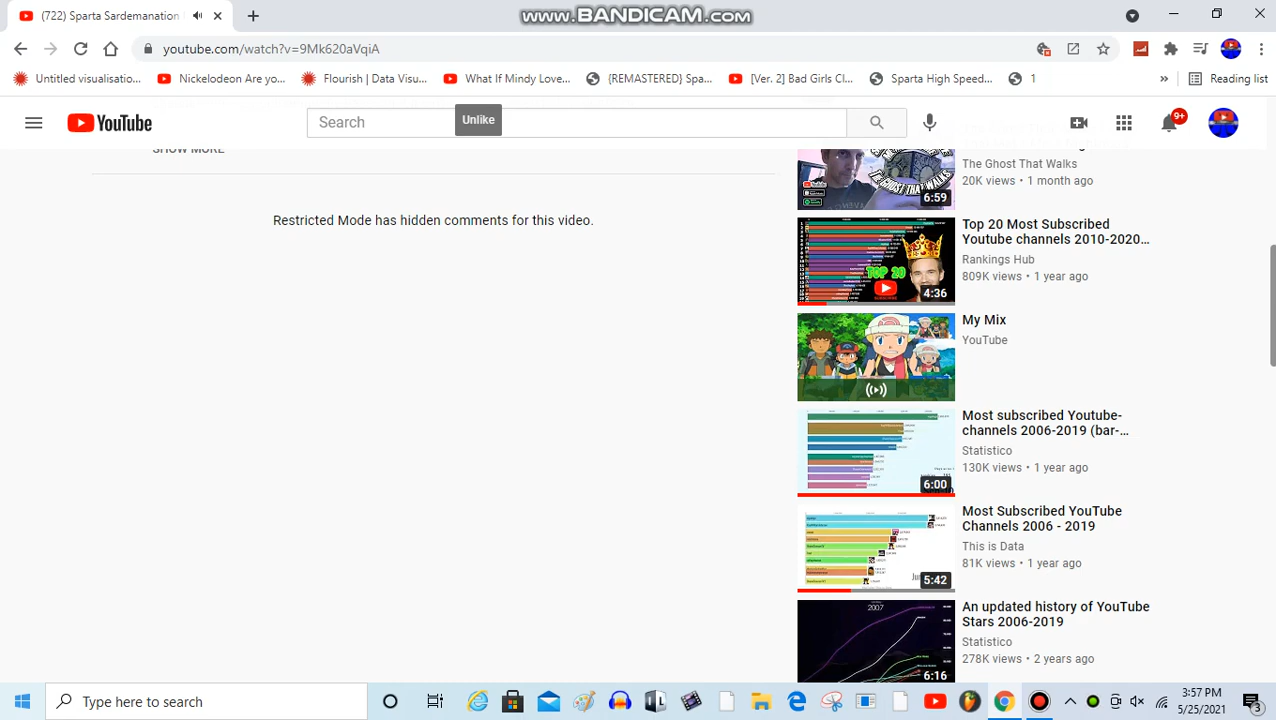 (722) Animation
www.BANDICAM.com
youtube.com/watch?v=9Mk620aVqiA
Untitled visualisatio...
Nickelodeon Are yo...
Flourish | Data Visu...
What If Mindy Love...
{REMASTERED} Spa...
[Ver. 2] Bad Girls Cl...
Sparta High Speed...
1
»
Reading list
YouTube
Search
Unlike
9+
SHOW MORE
Restricted Mode has hidden comments for this video.
The Ghost That Walks
20K views • 1 month ago
6:59
TOP 20
4:36
Top 20 Most Subscribed
Youtube channels 2010-2020...
Rankings Hub
809K views • 1 year ago
My Mix
YouTube
6:00
Most subscribed Youtube-
channels 2006-2019 (bar-...
Statistico
130K views • 1 year ago
5:42
Most Subscribed YouTube
Channels 2006 - 2019
This is Data
81K views • 1 year ago
2007
6:16
An updated history of YouTube
Stars 2006-2019
Statistico
278K views • 2 years ago
Type here to search
3:57 PM
5/25/2021